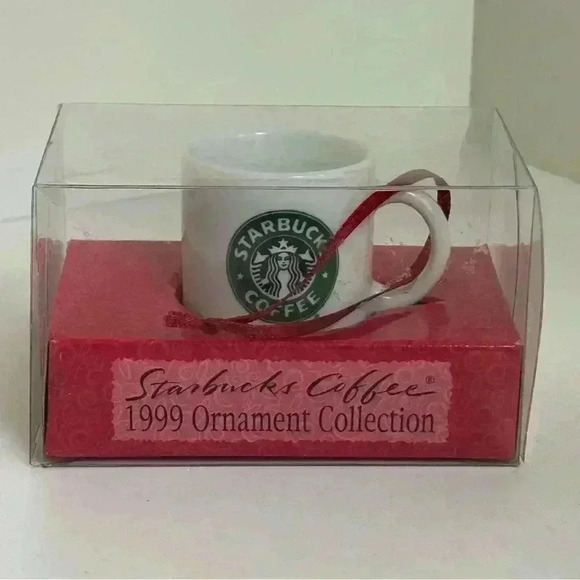 STARBUCKS
COFFEE
Starbucks Coffee®
1999 Ornament Collection